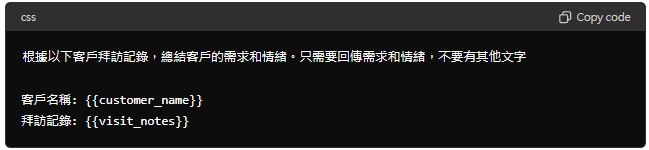 css
Copy code
根據以下客戶拜訪記錄，總結客戶的需求和情緒。只需要回傳需求和情緒，不要有其他文字
客戶名稱: {{customer_name}}
拜訪記錄: {{visit_notes}}